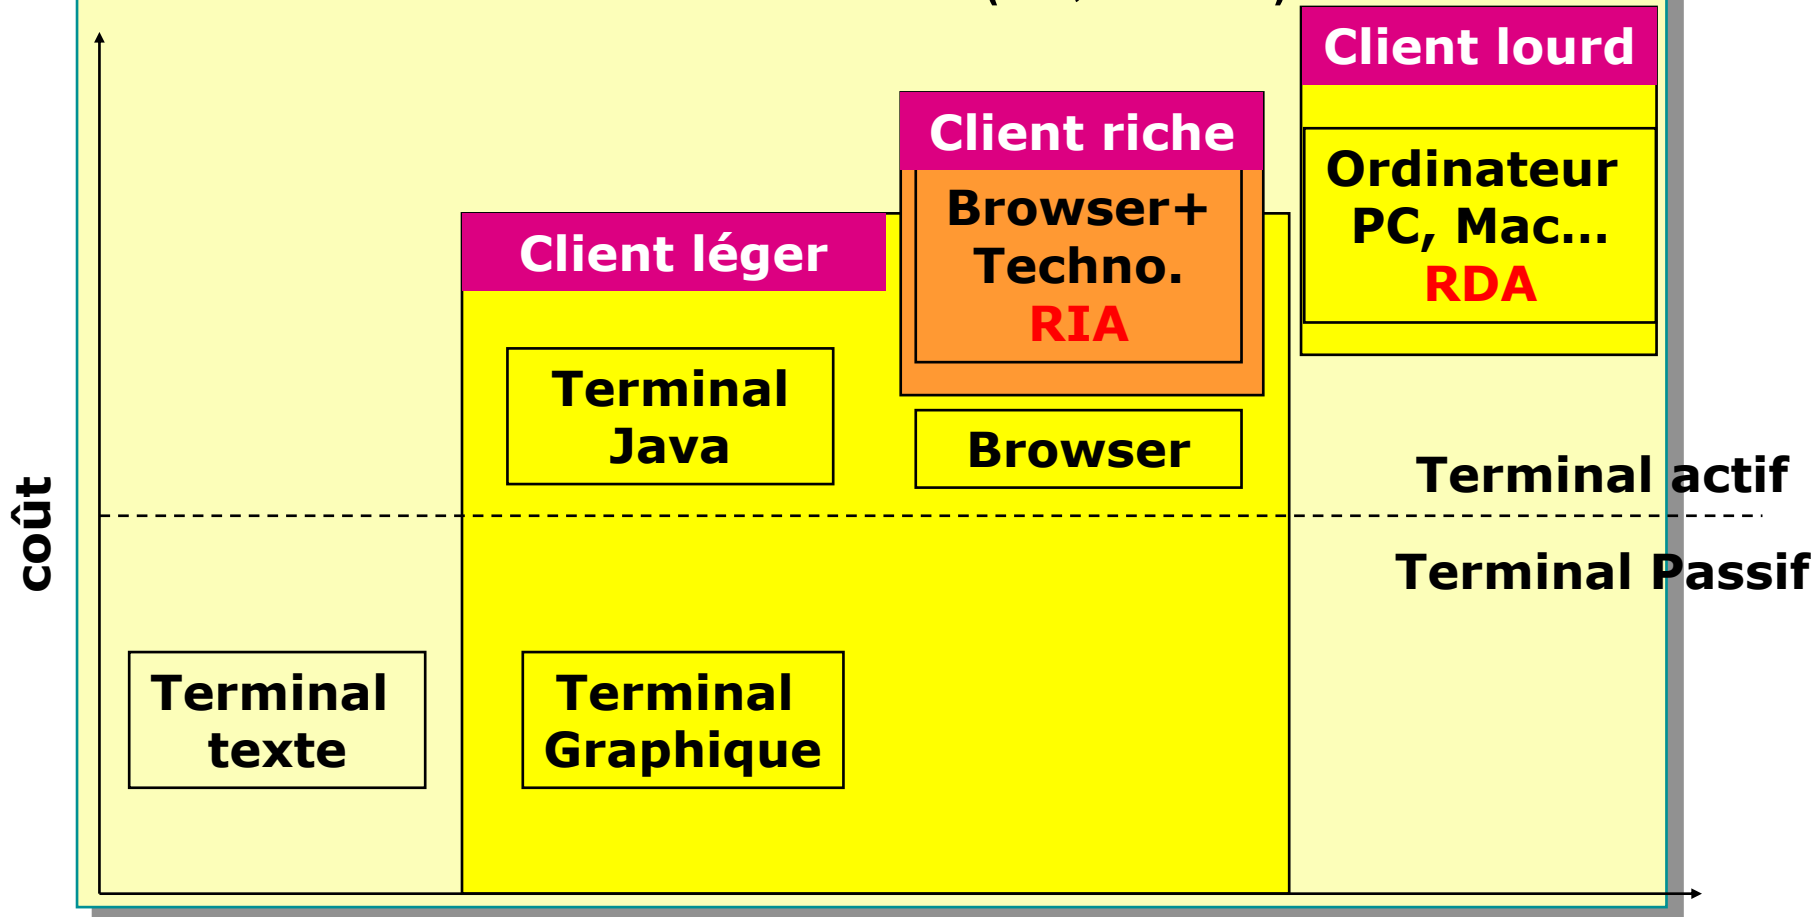 Client lourd
Client riche
Ordinateur
PC, Mac...
RDA
Browser+
Techno.
RIA
Client léger
Terminal
Java
Browser
Terminal actif
coût
Terminal Passif
Terminal
texte
Terminal
Graphique